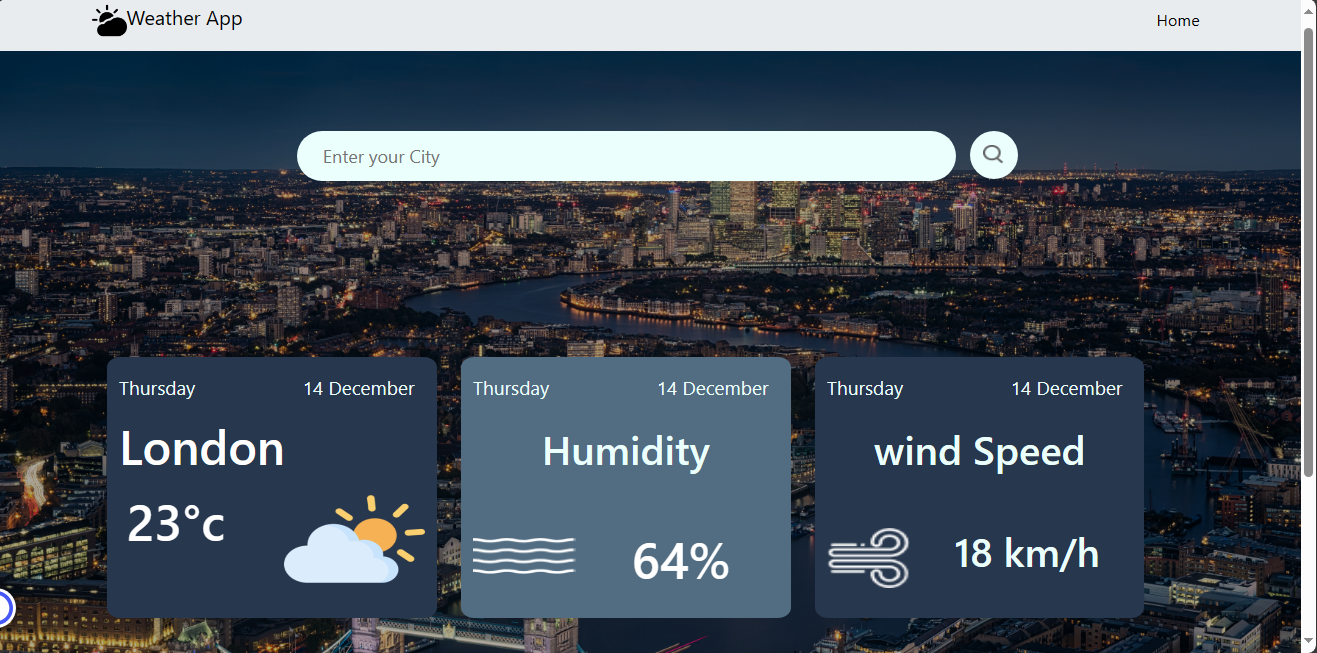 Weather App
Home
Enter your City
Thursday 14 December
London
23°c
Thursday 14 December
Humidity
64%
Thursday 14 December
wind Speed
18 km/h